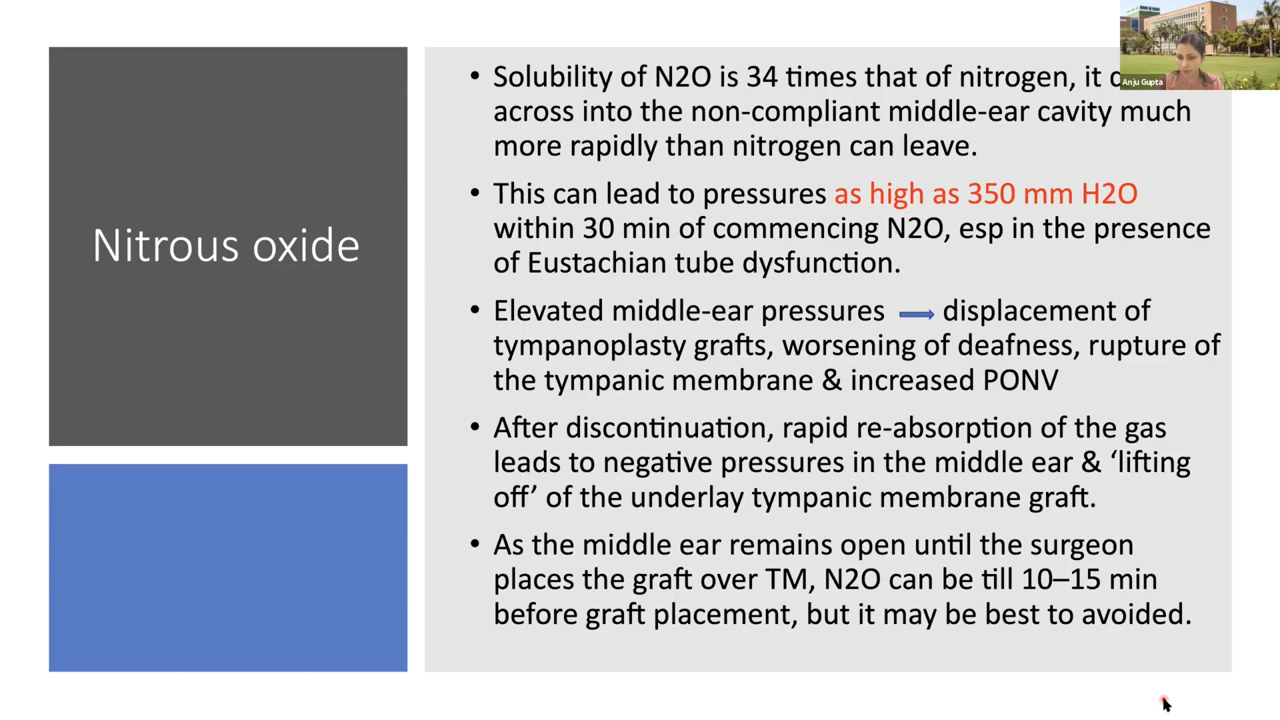 Nitrous oxide
• Solubility of N2O is 34 times that of nitrogen, it
across into the non-compliant middle-ear cavity much
more rapidly than nitrogen can leave.
• This can lead to pressures as high as 350 mm H2O
within 30 min of commencing N2O, esp in the presence
of Eustachian tube dysfunction.
• Elevated middle-ear pressures → displacement of
tympanoplasty grafts, worsening of deafness, rupture of
the tympanic membrane & increased PONV
• After discontinuation, rapid re-absorption of the gas
leads to negative pressures in the middle ear & ‘lifting
off’ of the underlay tympanic membrane graft.
• As the middle ear remains open until the surgeon
places the graft over TM, N2O can be till 10–15 min
before graft placement, but it may be best to avoided.
Anju Gupta